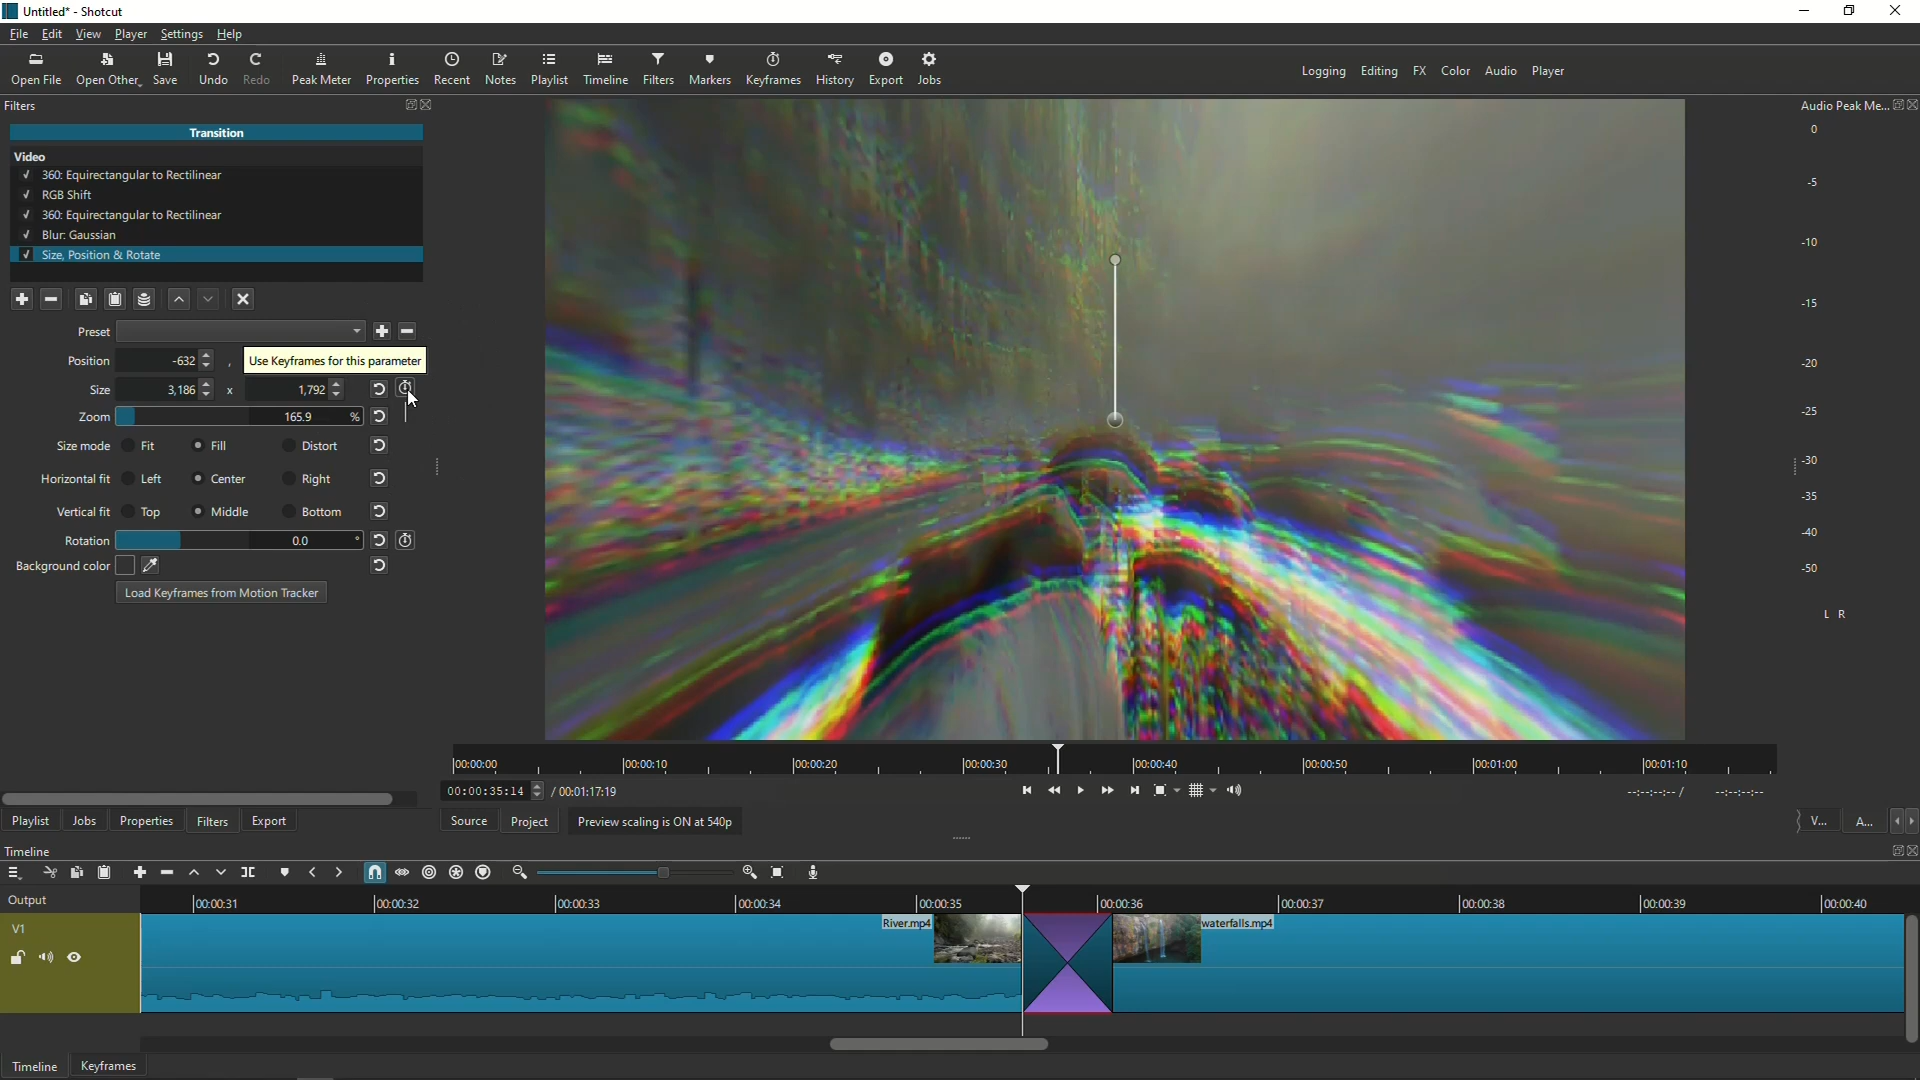 Untitled* - Shotcut
File Edit View Player Settings Help
Open File Open Other Save Undo Redo Peak Meter Properties Recent Notes Playlist Timeline Filters Markers Keyframes History Export Jobs
Logging Editing FX Color Audio Player
Filters
Transition
Video
360: Equirectangular to Rectilinear
RGB Shift
360: Equirectangular to Rectilinear
Blur: Gaussian
Size, Position & Rotate
Preset
Position -632 ,
Use Keyframes for this parameter
Size 3,186 x 1,792
Zoom 165.9 %
Size mode Fit Fill Distort
Horizontal fit Left Center Right
Vertical fit Top Middle Bottom
Rotation 0.0 °
Background color
Load Keyframes from Motion Tracker
Audio Peak Me...
0
-5
-10
-15
-20
-25
-30
-35
-40
-50
L R
00:00:00 00:00:10 00:00:20 00:00:30 00:00:40 00:00:50 00:01:00 00:01:10
00:00:35:14 / 00:01:17:19
--:--:--:-- / --:--:--:--
Playlist Jobs Properties Filters Export
Source Project Preview scaling is ON at 540p
V... A...
Timeline
Output
00:00:31 00:00:32 00:00:33 00:00:34 00:00:35 00:00:36 00:00:37 00:00:38 00:00:39 00:00:40
V1
River.mp4
waterfalls.mp4
Timeline Keyframes